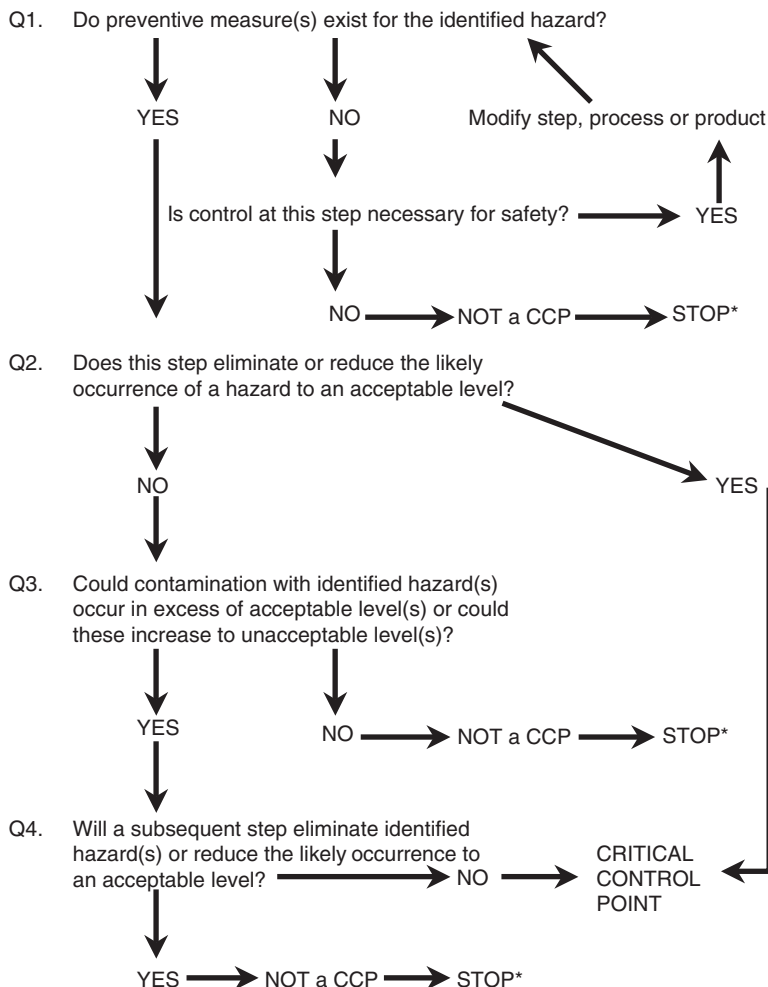 Q1. Do preventive measure(s) exist for the identified hazard?
YES NO Modify step, process or product
Is control at this step necessary for safety? YES
NO NOT a CCP STOP*
Q2. Does this step eliminate or reduce the likely
occurrence of a hazard to an acceptable level?
NO YES
Q3. Could contamination with identified hazard(s)
occur in excess of acceptable level(s) or could
these increase to unacceptable level(s)?
YES NO NOT a CCP STOP*
Q4. Will a subsequent step eliminate identified
hazard(s) or reduce the likely occurrence to
an acceptable level? NO
CRITICAL
CONTROL
POINT
YES NOT a CCP STOP*